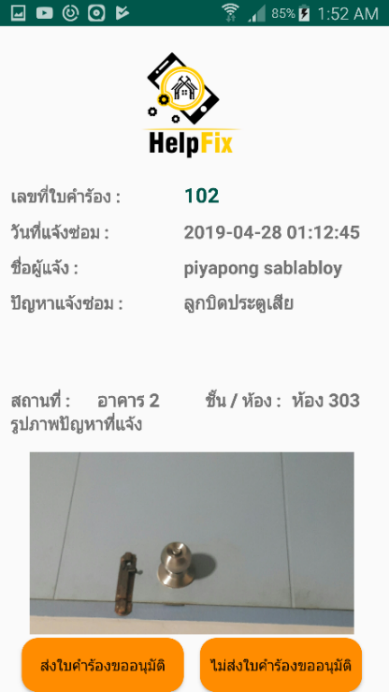 85% 1:52 AM
HelpFix
เลขที่ใบคำร้อง : 102
วันที่แจ้งซ่อม : 2019-04-28 01:12:45
ชื่อผู้แจ้ง : piyapong sablabloy
ปัญหาแจ้งซ่อม : ลูกบิดประตูเสีย
สถานที่ : อาคาร 2 ชั้น / ห้อง : ห้อง 303
รูปภาพปัญหาที่แจ้ง
ส่งใบคำร้องขออนุมัติ ไม่ส่งใบคำร้องขออนุมัติ